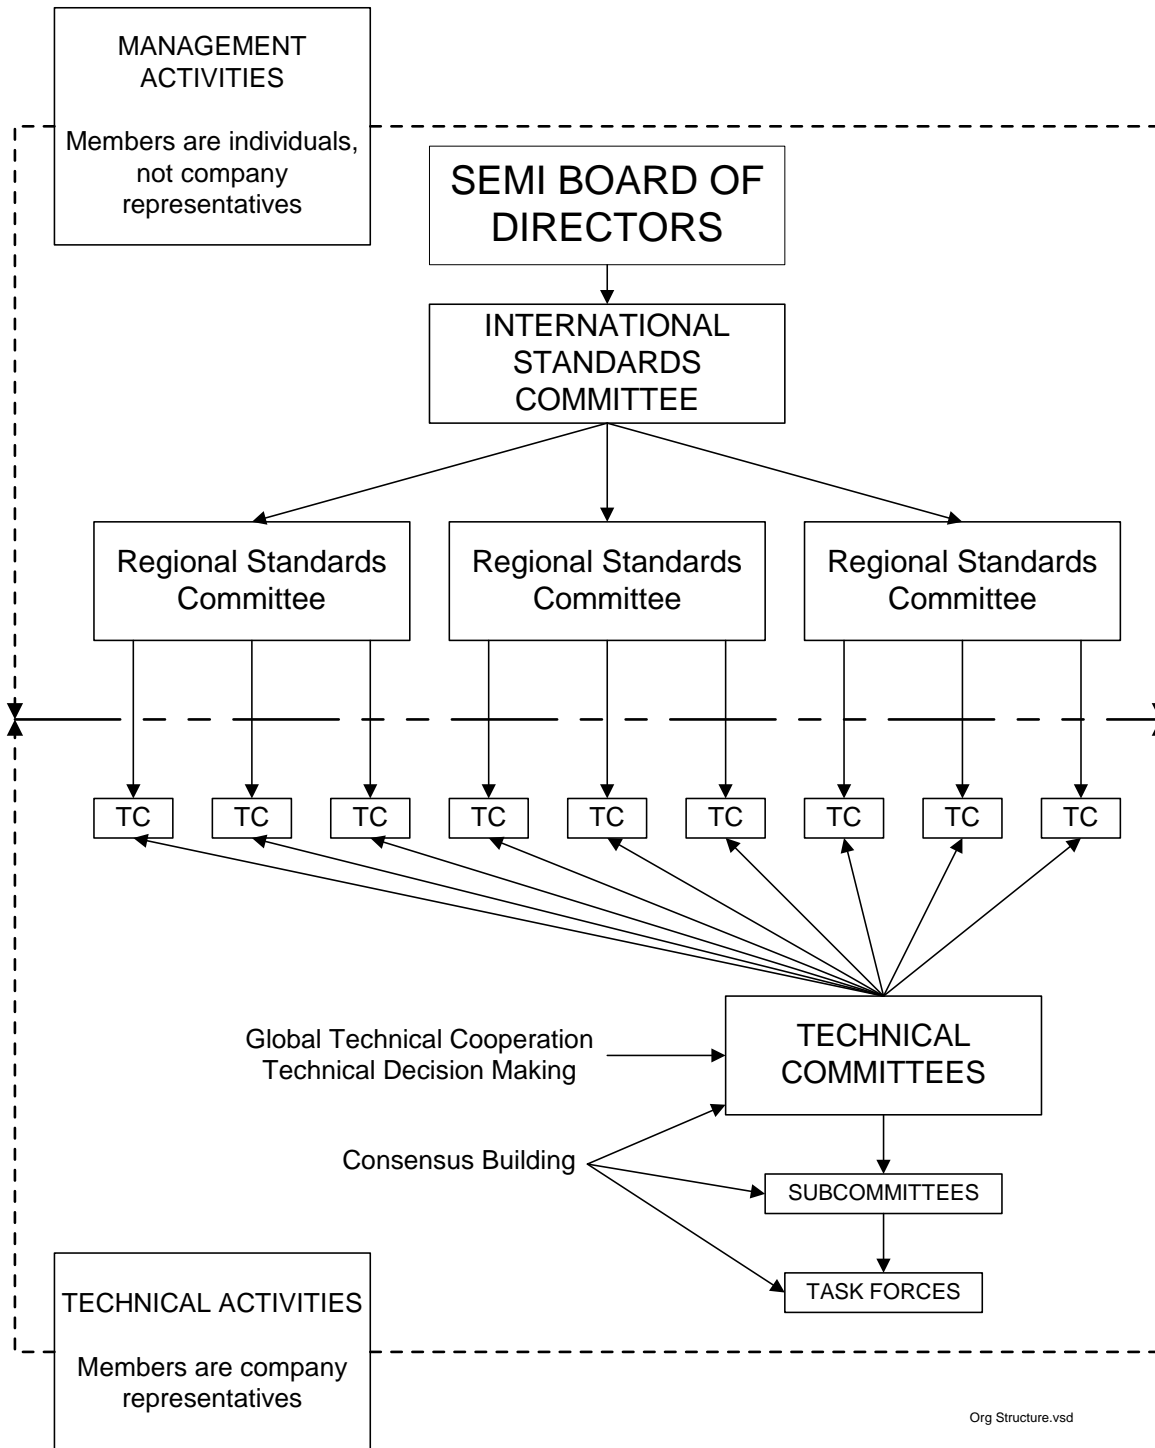 MANAGEMENT
ACTIVITIES
Members are individuals,
not company
representatives
SEMI BOARD OF
DIRECTORS
INTERNATIONAL
STANDARDS
COMMITTEE
Regional Standards
Committee
Regional Standards
Committee
Regional Standards
Committee
TC
TC
TC
TC
TC
TC
TC
TC
TC
Global Technical Cooperation
Technical Decision Making
TECHNICAL
COMMITTEES
Consensus Building
SUBCOMMITTEES
TASK FORCES
TECHNICAL ACTIVITIES
Members are company
representatives
Org Structure.vsd